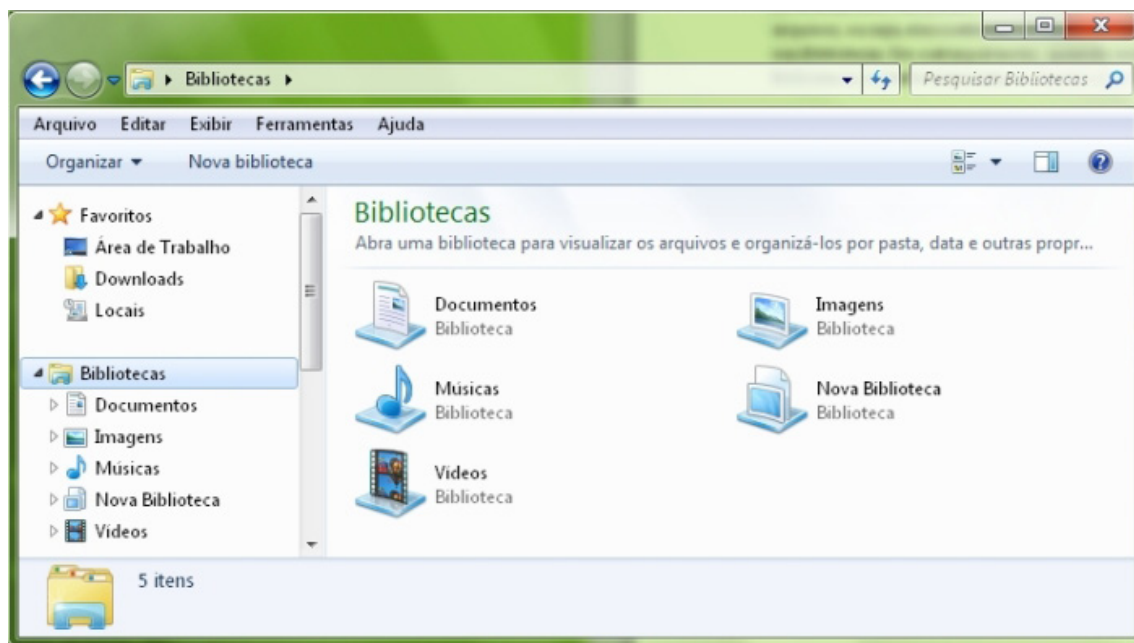 Bibliotecas
Pesquisar Bibliotecas
Arquivo Editar Exibir Ferramentas Ajuda
Organizar Nova biblioteca
Favoritos
Área de Trabalho
Downloads
Locais
Bibliotecas
Documentos
Imagens
Músicas
Nova Biblioteca
Vídeos
Bibliotecas
Abra uma biblioteca para visualizar os arquivos e organizá-los por pasta, data e outras propr...
Documentos
Biblioteca
Imagens
Biblioteca
Músicas
Biblioteca
Nova Biblioteca
Biblioteca
Vídeos
Biblioteca
5 itens